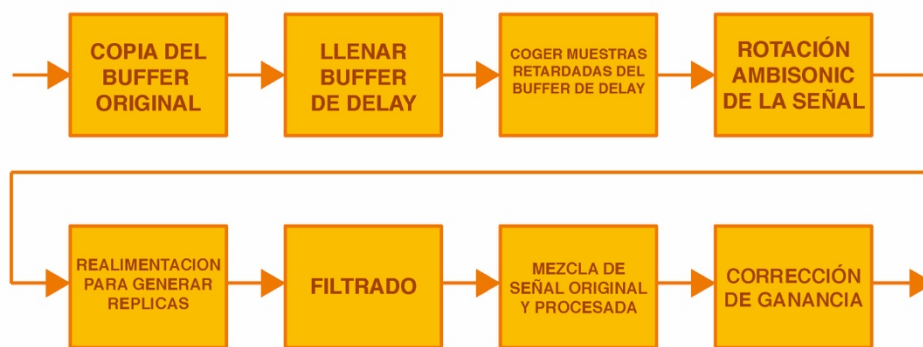 COPIA DEL
BUFFER
ORIGINAL
LLENAR
BUFFER
DE DELAY
COGER MUESTRAS
RETARDADAS DEL
BUFFER DE DELAY
ROTACIÓN
AMBISONIC
DE LA SEÑAL
REALIMENTACION
PARA GENERAR
REPLICAS
FILTRADO
MEZCLA DE
SEÑAL ORIGINAL
Y PROCESADA
CORRECCIÓN
DE GANANCIA